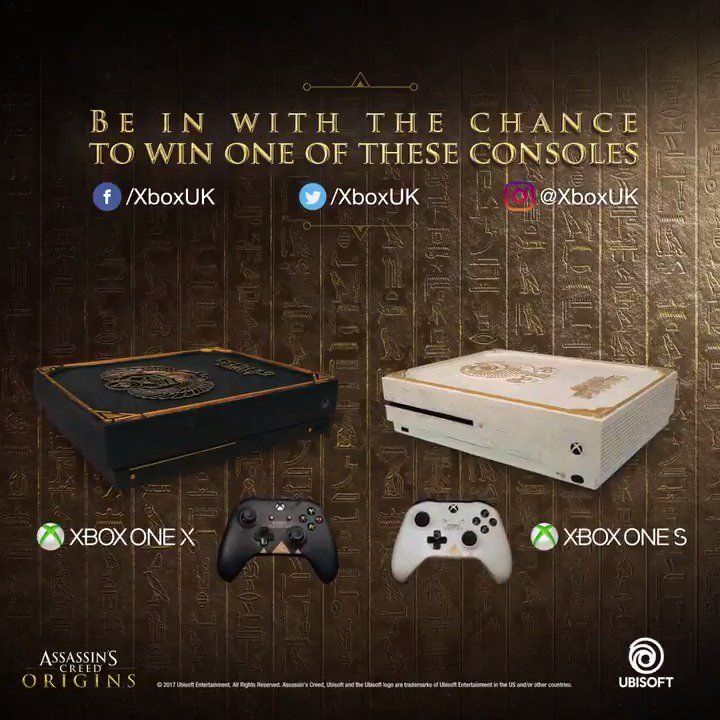 BE IN WITH THE CHANCE
TO WIN ONE OF THESE CONSOLES
/XboxUK /XboxUK @XboxUK
XBOX ONE X XBOX ONE S
ASSASSIN'S
CREED
ORIGINS
© 2017 Ubisoft Entertainment. All Rights Reserved. Assassin's Creed, Ubisoft and the Ubisoft logo are trademarks of Ubisoft Entertainment in the US and/or other countries.
UBISOFT